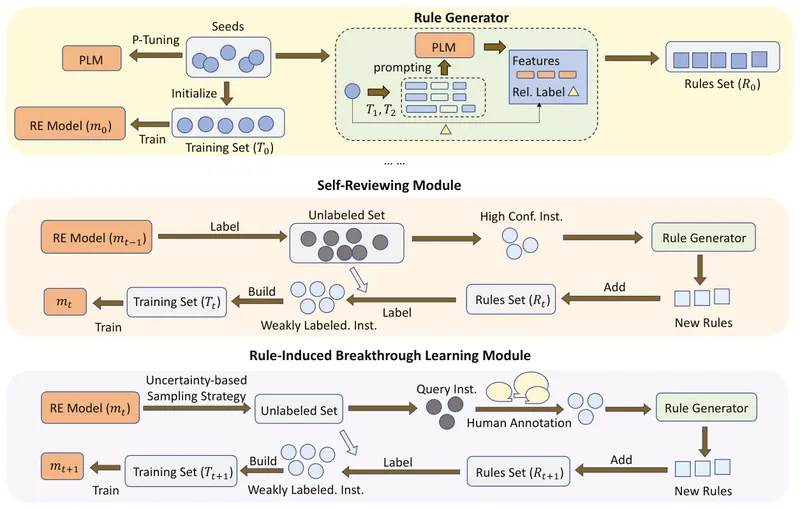 Rule Generator
Seeds
P-Tuning
PLM
PLM
Features
prompting
Rel. Label
T₁, T₂
Rules Set (R₀)
Initialize
RE Model (m₀)
Train
Training Set (T₀)
... ...
Self-Reviewing Module
RE Model (mₜ₋₁)
Label
Unlabeled Set
High Conf. Inst.
Rule Generator
mₜ
Train
Training Set (Tₜ)
Build
Weakly Labeled. Inst.
Label
Rules Set (Rₜ)
Add
New Rules
Rule-Induced Breakthrough Learning Module
RE Model (mₜ)
Uncertainty-based
Sampling Strategy
Unlabeled Set
Query Inst.
Human Annotation
Rule Generator
mₜ₊₁
Train
Training Set (Tₜ₊₁)
Build
Weakly Labeled. Inst.
Label
Rules Set (Rₜ₊₁)
Add
New Rules